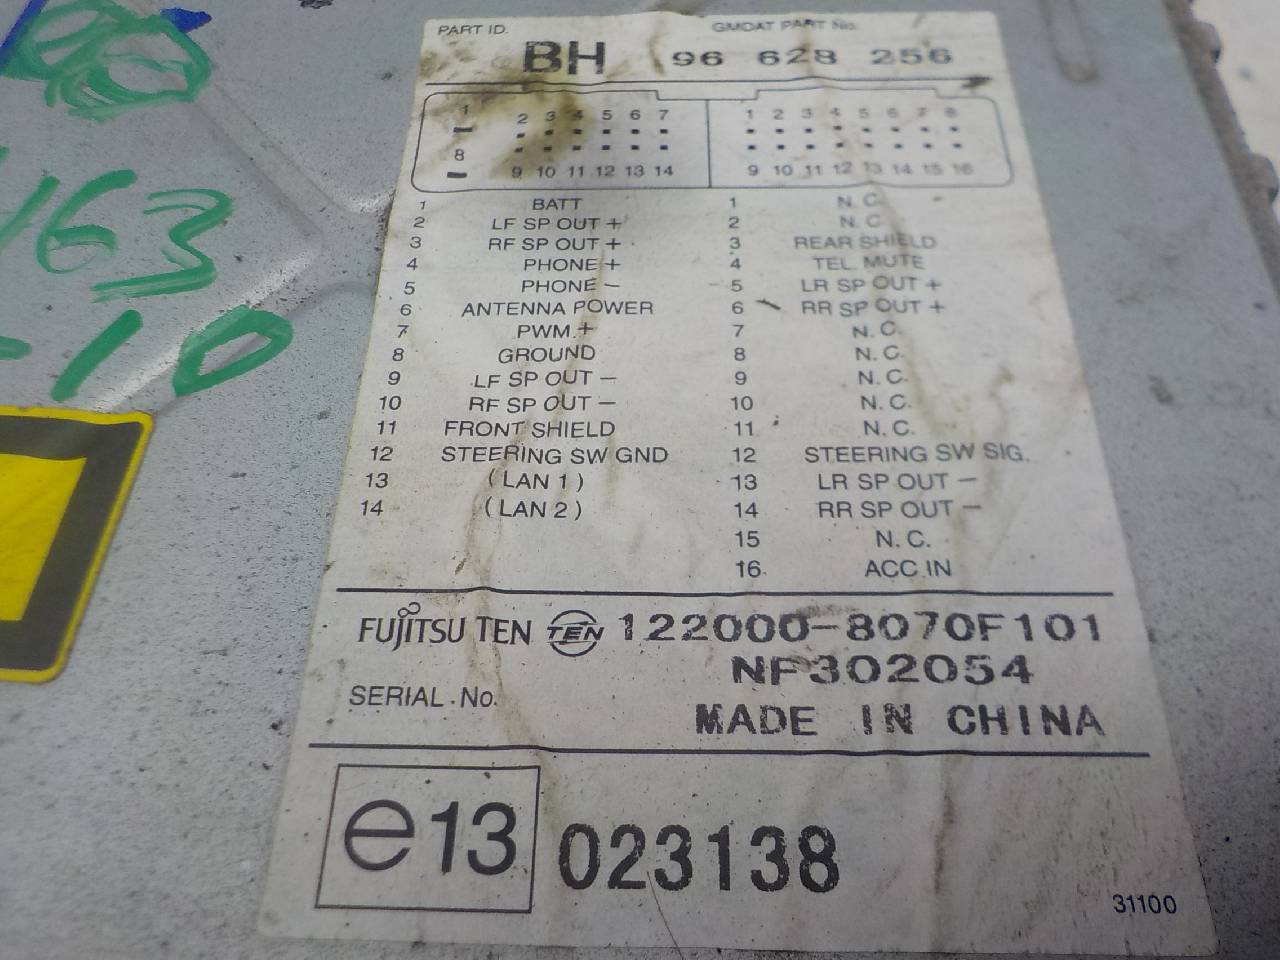 PART ID. GMDAT PART No.
BH 96 628 256
1 2 3 4 5 6 7 1 2 3 4 5 6 7 8
8 9 10 11 12 13 14 9 10 11 12 13 14 15 16
1 BATT 1 N.C.
2 LF SP OUT + 2 N.C.
3 RF SP OUT + 3 REAR SHIELD
4 PHONE + 4 TEL. MUTE
5 PHONE − 5 LR SP OUT +
6 ANTENNA POWER 6 RR SP OUT +
7 PWM + 7 N.C.
8 GROUND 8 N.C.
9 LF SP OUT − 9 N.C.
10 RF SP OUT − 10 N.C.
11 FRONT SHIELD 11 N.C.
12 STEERING SW GND 12 STEERING SW SIG.
13 (LAN 1) 13 LR SP OUT −
14 (LAN 2) 14 RR SP OUT −
15 N.C.
16 ACC IN
FUJITSU TEN TEN 122000-8070F101
NF302054
SERIAL No.
MADE IN CHINA
e13 023138
31100
463
-10